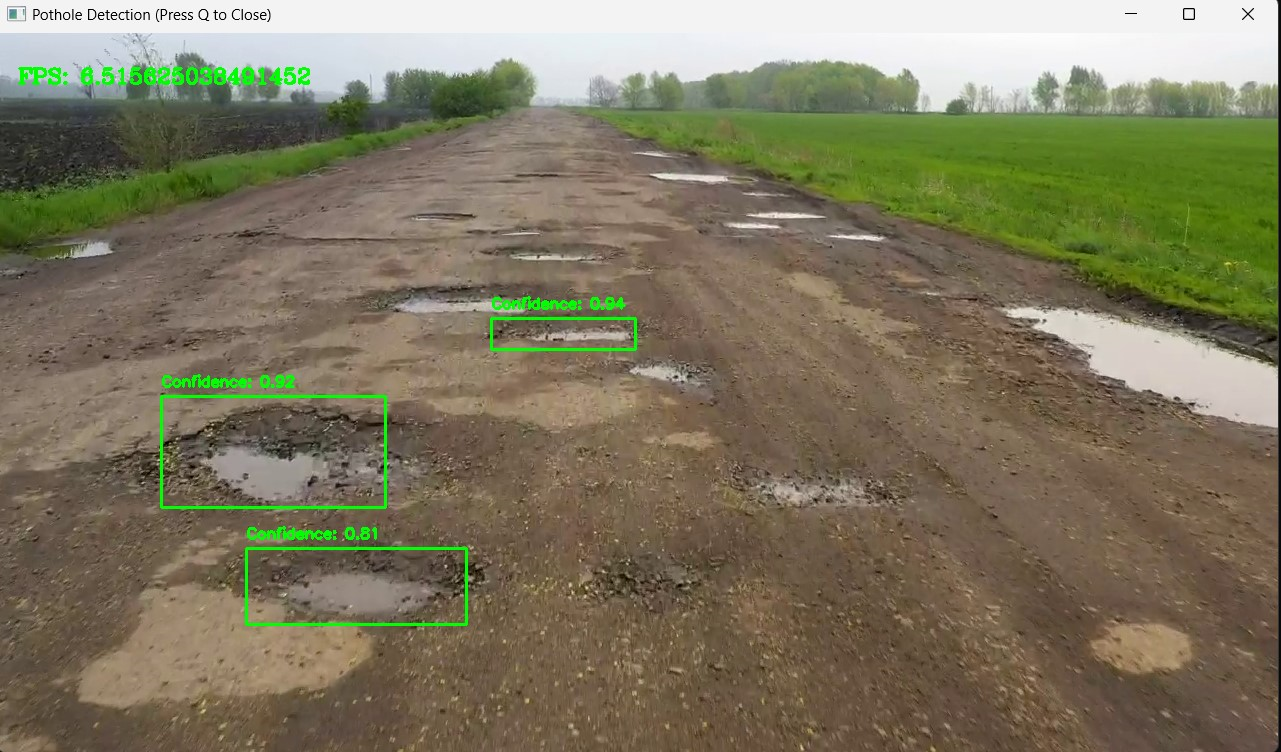 Pothole Detection (Press Q to Close)
FPS: 6.515625038491452
Confidence: 0.94
Confidence: 0.92
Confidence: 0.81